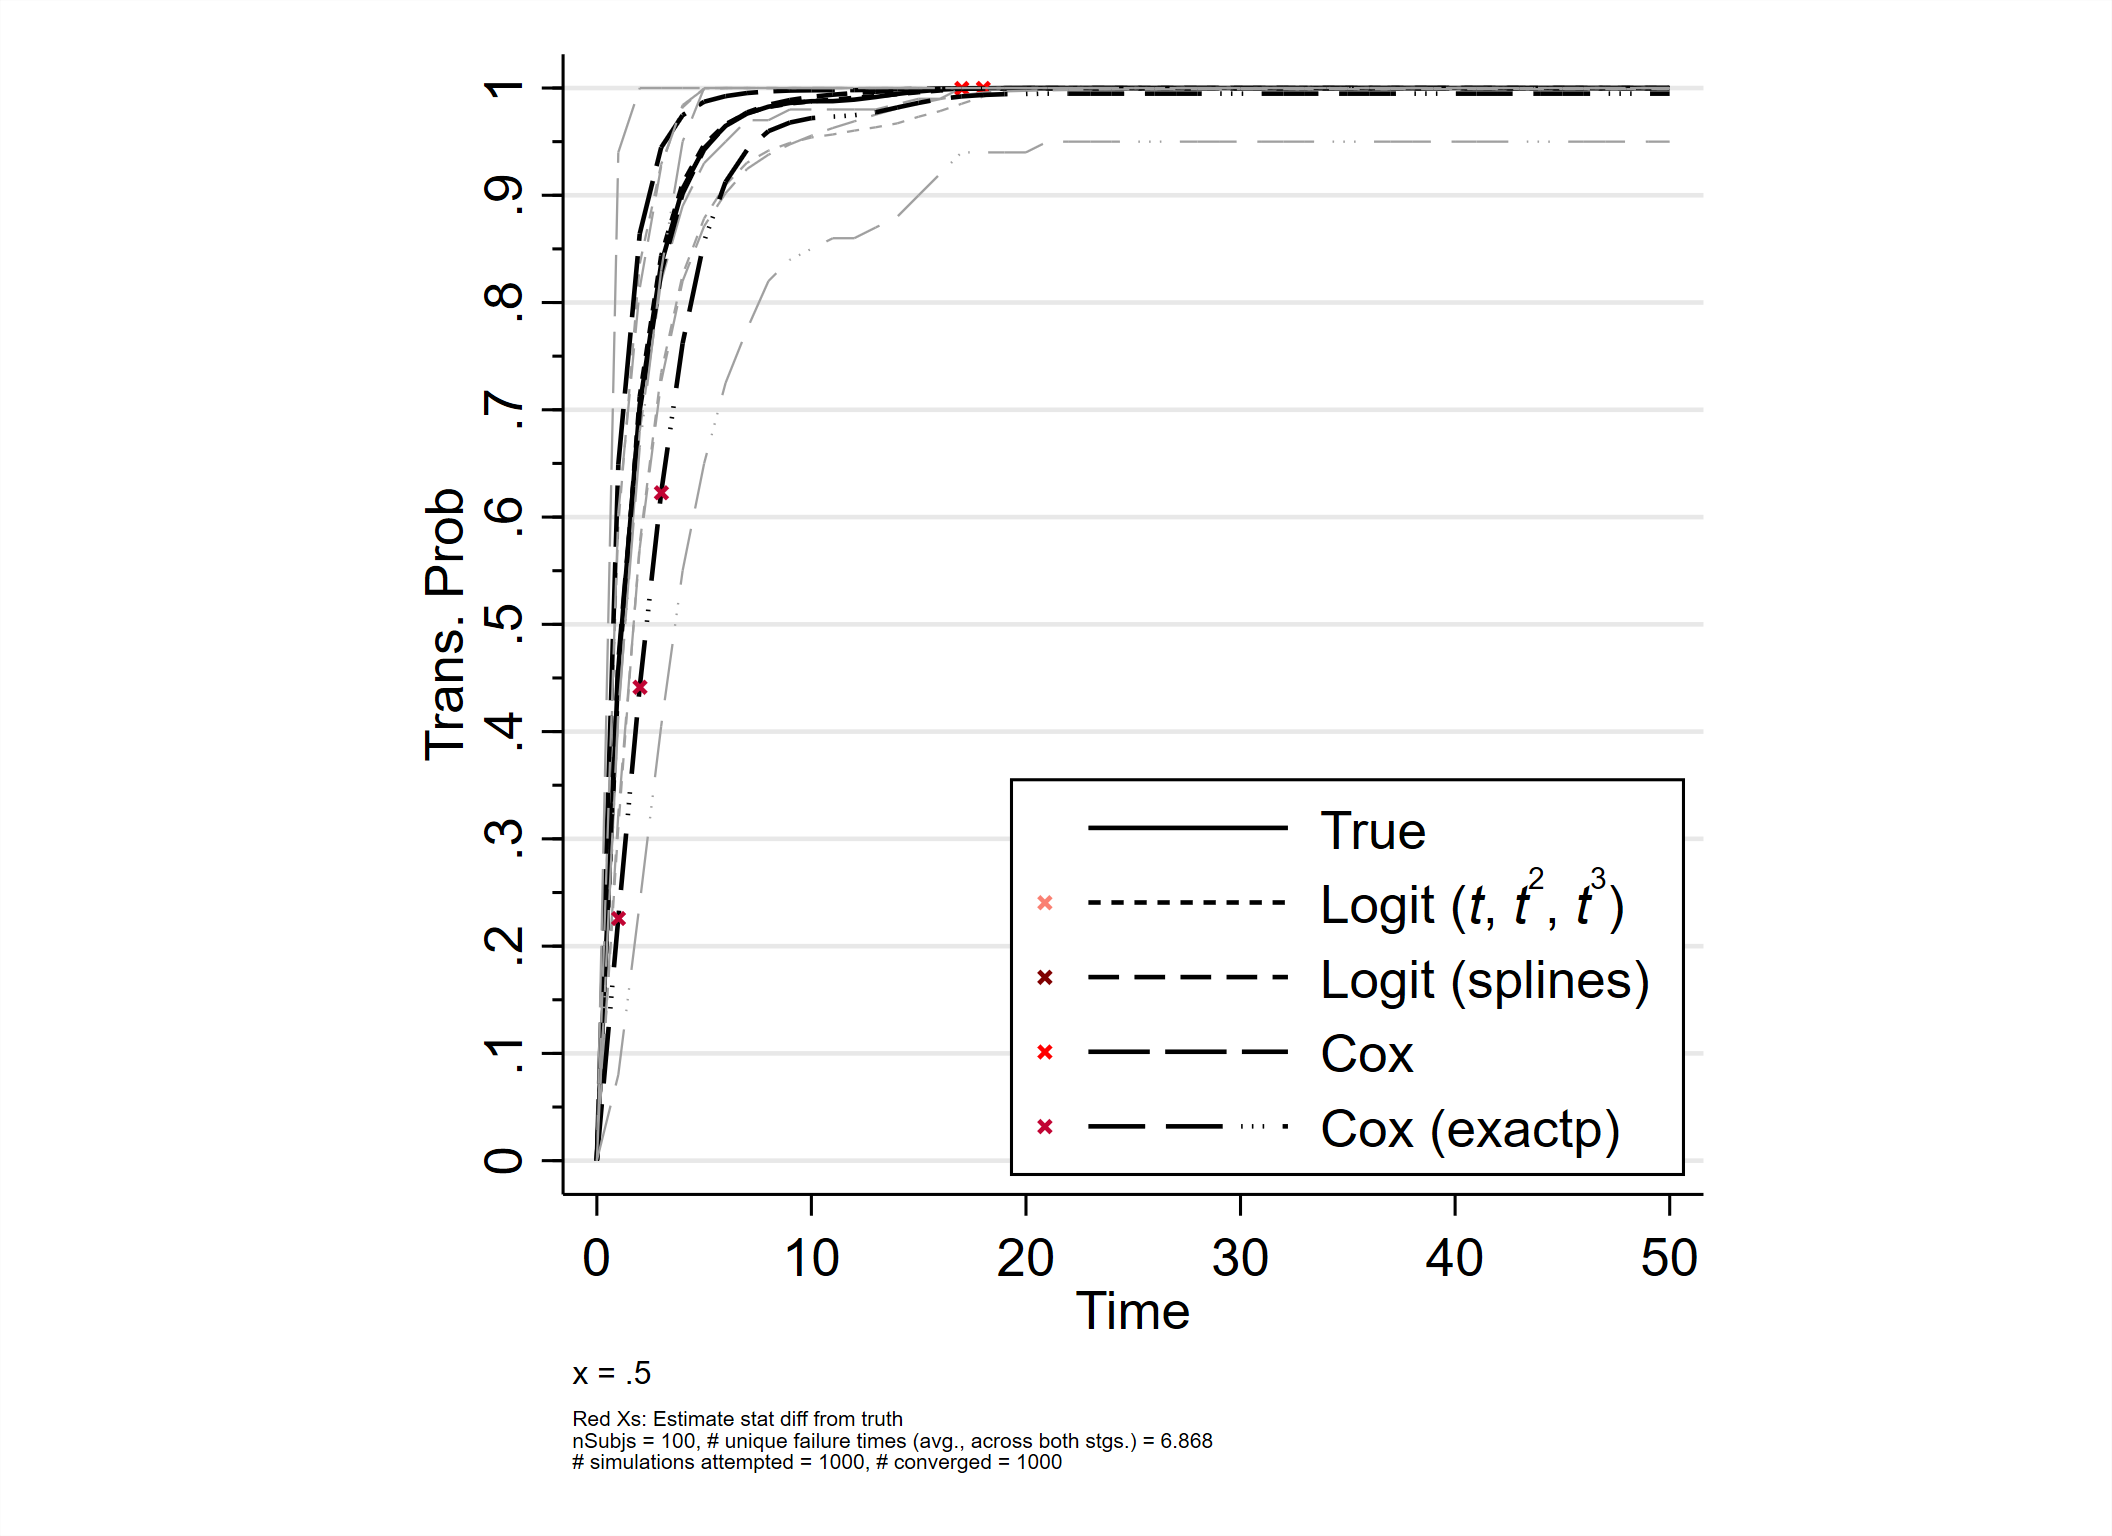 Trans. Prob
1
.9
.8
.7
.6
.5
.4
.3
.2
.1
0
True
Logit (t, t², t³)
Logit (splines)
Cox
Cox (exactp)
0 10 20 30 40 50
Time
x = .5
Red Xs: Estimate stat diff from truth
nSubjs = 100, # unique failure times (avg., across both stgs.) = 6.868
# simulations attempted = 1000, # converged = 1000